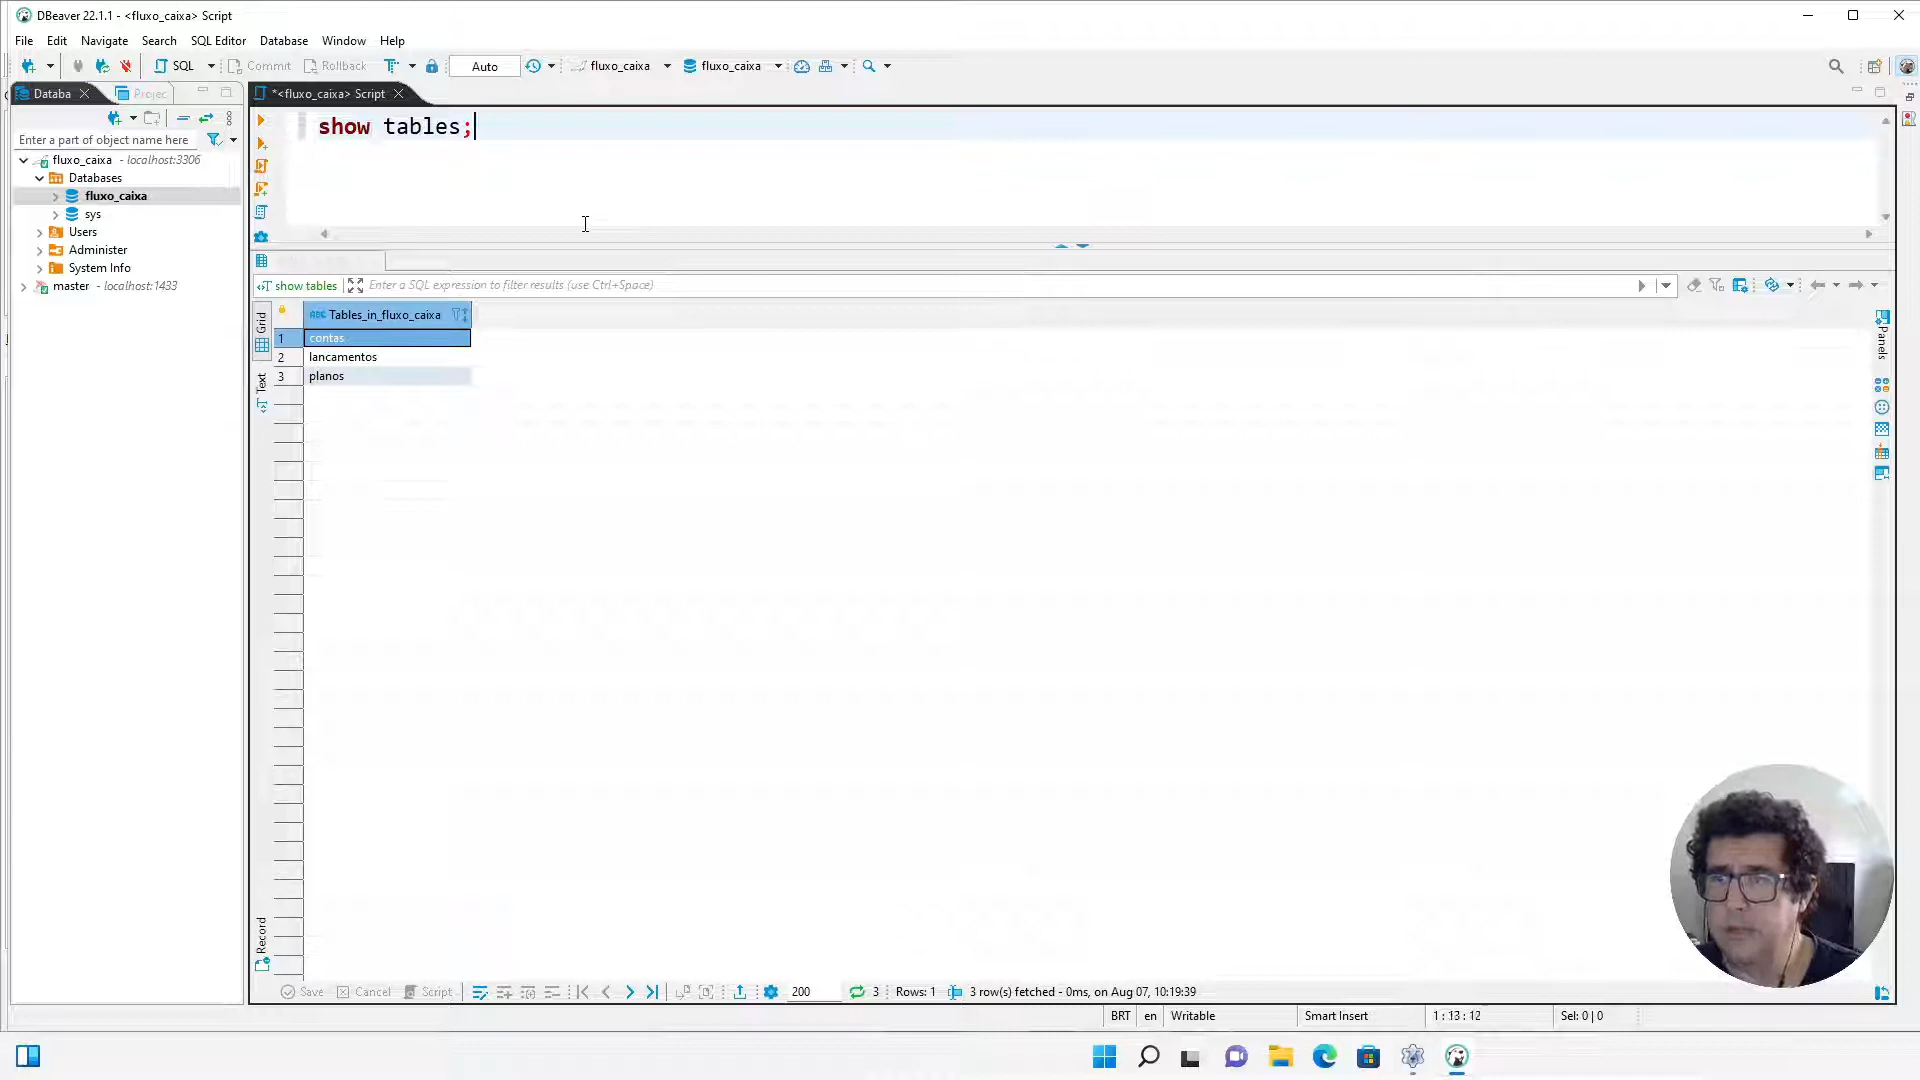 DBeaver 22.1.1 - <fluxo_caixa> Script
File Edit Navigate Search SQL Editor Database Window Help
SQL Commit Rollback Auto fluxo_caixa fluxo_caixa
Databa Projec
*<fluxo_caixa> Script
show tables;
Enter a part of object name here
fluxo_caixa - localhost:3306
Databases
fluxo_caixa
sys
Users
Administer
System Info
master - localhost:1433
show tables Enter a SQL expression to filter results (use Ctrl+Space)
Grid
Text
Record
Panels
ABC Tables_in_fluxo_caixa
1 contas
2 lancamentos
3 planos
Save Cancel Script 200 3 Rows: 1 3 row(s) fetched - 0ms, on Aug 07, 10:19:39
BRT en Writable Smart Insert 1 : 13 : 12 Sel: 0 | 0